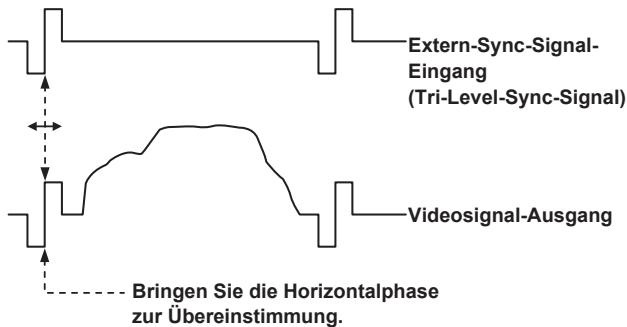 Extern-Sync-Signal-
Eingang
(Tri-Level-Sync-Signal)
Videosignal-Ausgang
Bringen Sie die Horizontalphase
zur Übereinstimmung.